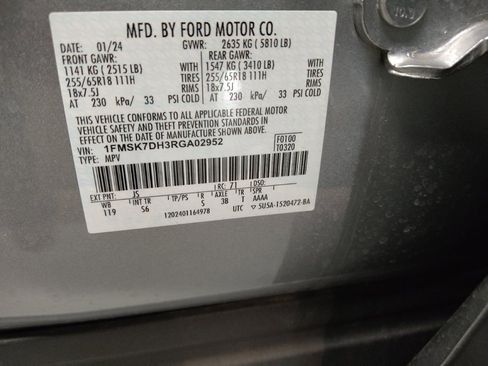 MFD. BY FORD MOTOR CO.
DATE: 01/24 GVWR: 2635 KG ( 5810 LB)
FRONT GAWR: REAR GAWR:
1141 KG ( 2515 LB) WITH 1547 KG ( 3410 LB) WITH
255/65R18 111H TIRES 255/65R18 111H TIRES
18x7.5J RIMS 18x7.5J RIMS
AT 230 kPa/ 33 PSI COLD AT 230 kPa/ 33 PSI COLD
THIS VEHICLE CONFORMS TO ALL APPLICABLE FEDERAL MOTOR
VEHICLE SAFETY AND THEFT PREVENTION STANDARDS IN
EFFECT ON THE DATE OF MANUFACTURE SHOWN ABOVE.
VIN: 1FMSK7DH3RGA02952 F0100
TYPE: MPV T0320
EXT PNT: JS RC: 71 DSO:
WB INT TR TP/PS R AXLE TR SPR
119 S6 S 3B T AAAA
1202401164978 UTC 5U5A-1520472-BA